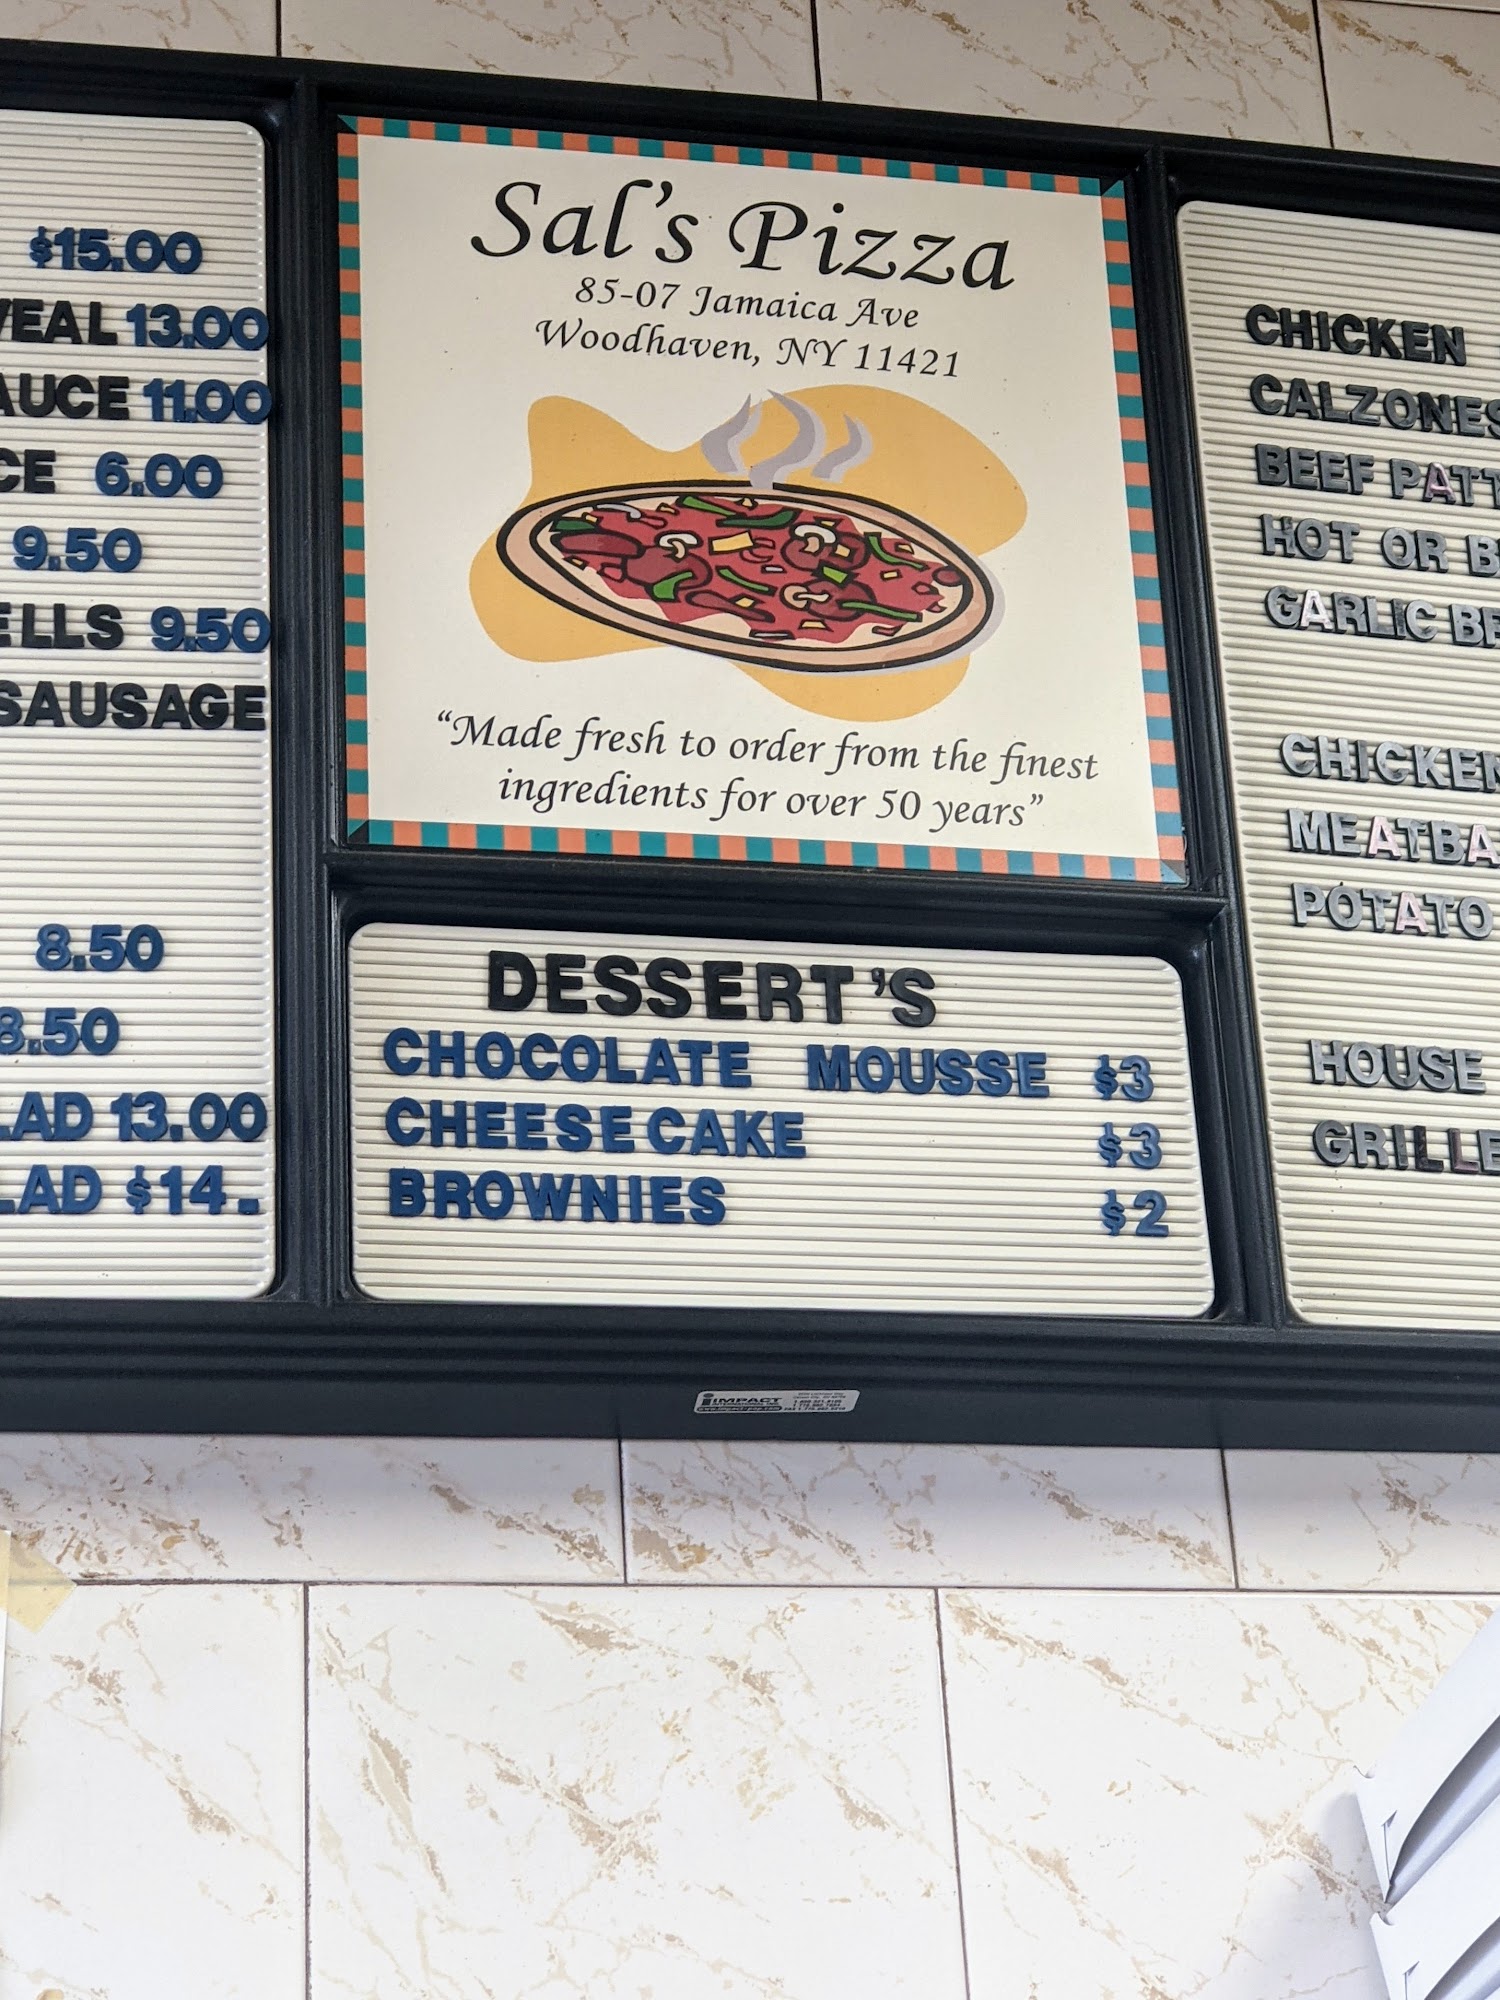 $15.00
VEAL 13.00
AUCE 11.00
CE 6.00
9.50
ELLS 9.50
SAUSAGE
8.50
8.50
LAD 13.00
LAD $14.
Sal's Pizza
85-07 Jamaica Ave
Woodhaven, NY 11421
"Made fresh to order from the finest
ingredients for over 50 years"
DESSERT'S
CHOCOLATE MOUSSE $3
CHEESECAKE $3
BROWNIES $2
IMPACT
CHICKEN
CALZONES
BEEF PATT
HOT OR B
GARLIC BE
CHICKEN
MEATBA
POTATO
HOUSE
GRILLE